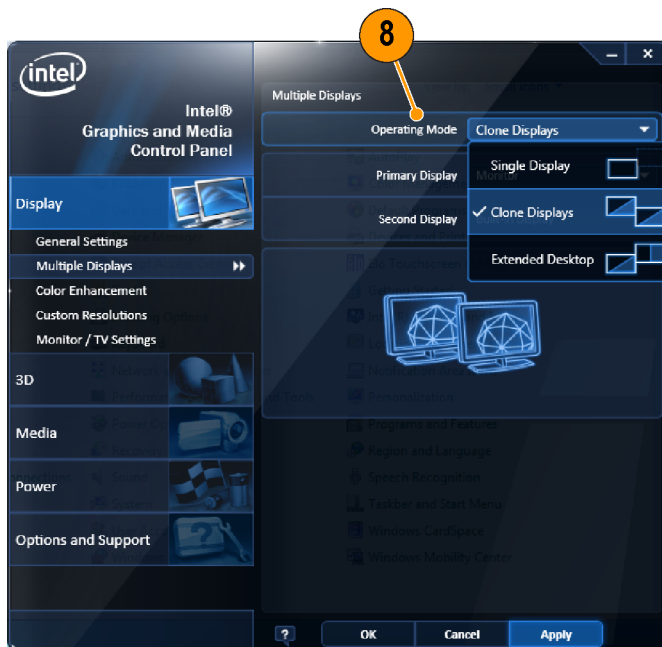 8
intel
Intel®
Graphics and Media
Control Panel
Multiple Displays
Operating Mode
Clone Displays
Primary Display
Second Display
Single Display
✓ Clone Displays
Extended Desktop
Display
General Settings
Multiple Displays
Color Enhancement
Custom Resolutions
Monitor / TV Settings
3D
Media
Power
Options and Support
Personalization
Programs and Features
Region and Language
Speech Recognition
Taskbar and Start Menu
Windows CardSpace
Windows Mobility Center
?
OK
Cancel
Apply